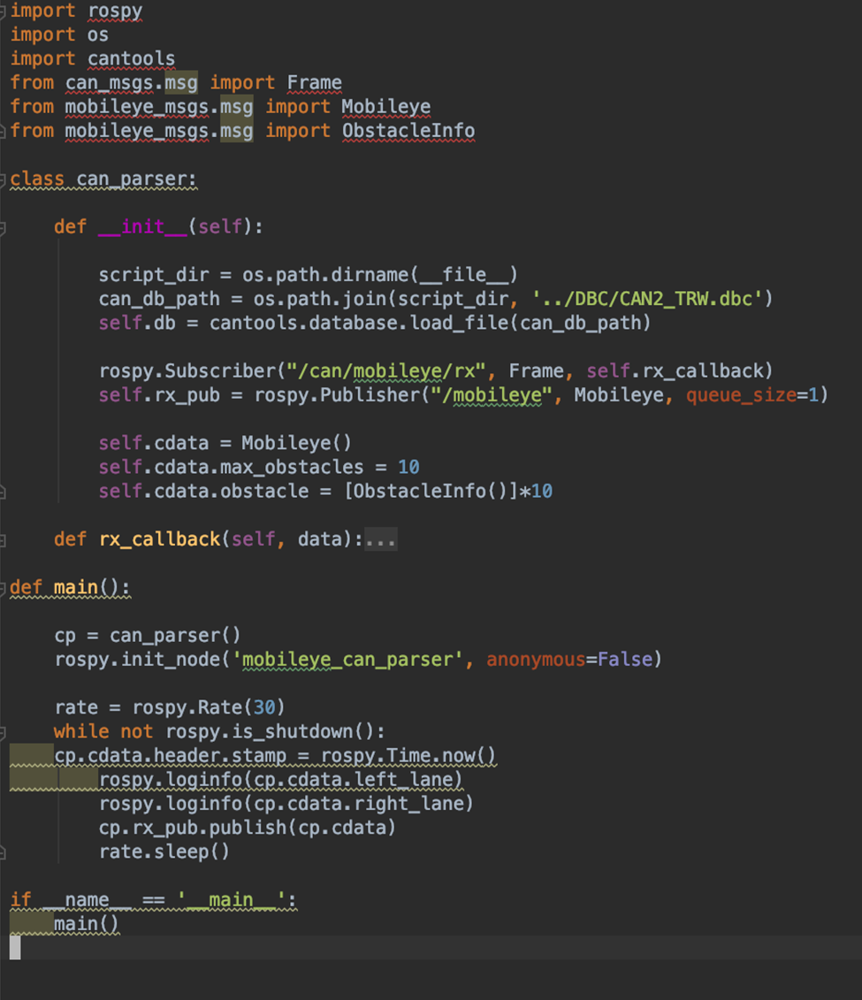 import rospy
import os
import cantools
from can_msgs.msg import Frame
from mobileye_msgs.msg import Mobileye
from mobileye_msgs.msg import ObstacleInfo
class can_parser:
def __init__(self):
script_dir = os.path.dirname(__file__)
can_db_path = os.path.join(script_dir, '../DBC/CAN2_TRW.dbc')
self.db = cantools.database.load_file(can_db_path)
rospy.Subscriber("/can/mobileye/rx", Frame, self.rx_callback)
self.rx_pub = rospy.Publisher("/mobileye", Mobileye, queue_size=1)
self.cdata = Mobileye()
self.cdata.max_obstacles = 10
self.cdata.obstacle = [ObstacleInfo()]*10
def rx_callback(self, data):...
def main():
cp = can_parser()
rospy.init_node('mobileye_can_parser', anonymous=False)
rate = rospy.Rate(30)
while not rospy.is_shutdown():
cp.cdata.header.stamp = rospy.Time.now()
rospy.loginfo(cp.cdata.left_lane)
rospy.loginfo(cp.cdata.right_lane)
cp.rx_pub.publish(cp.cdata)
rate.sleep()
if __name__ == '__main__':
main()